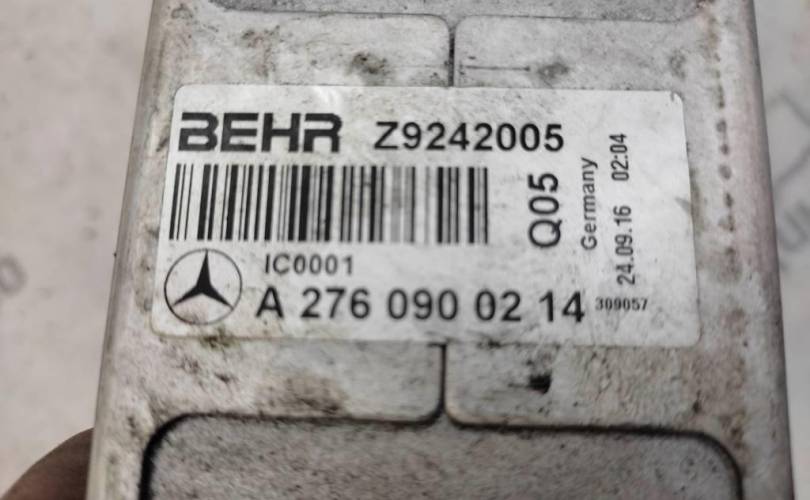 BEHR Z9242005
Q05
Germany
24.09.16 02:04
IC0001
A 276 090 02 14 309057